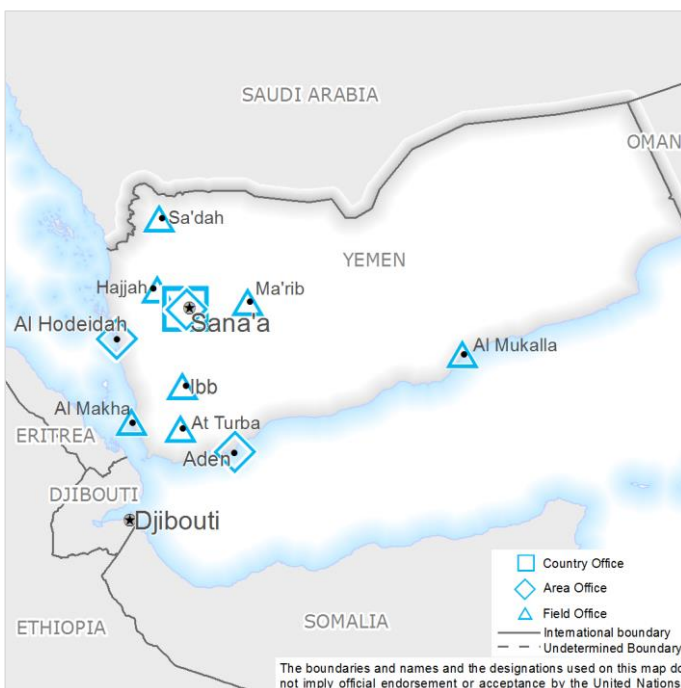 SAUDI ARABIA
OMAN
Sa'dah
YEMEN
Hajjah
Ma'rib
Sana'a
Al Hodeidah
Al Mukalla
Ibb
Al Makha
At Turba
ERITREA
Aden
DJIBOUTI
Djibouti
Country Office
Area Office
Field Office
SOMALIA
ETHIOPIA
International boundary
Undetermined Boundary
The boundaries and names and the designations used on this map do
not imply official endorsement or acceptance by the United Nations